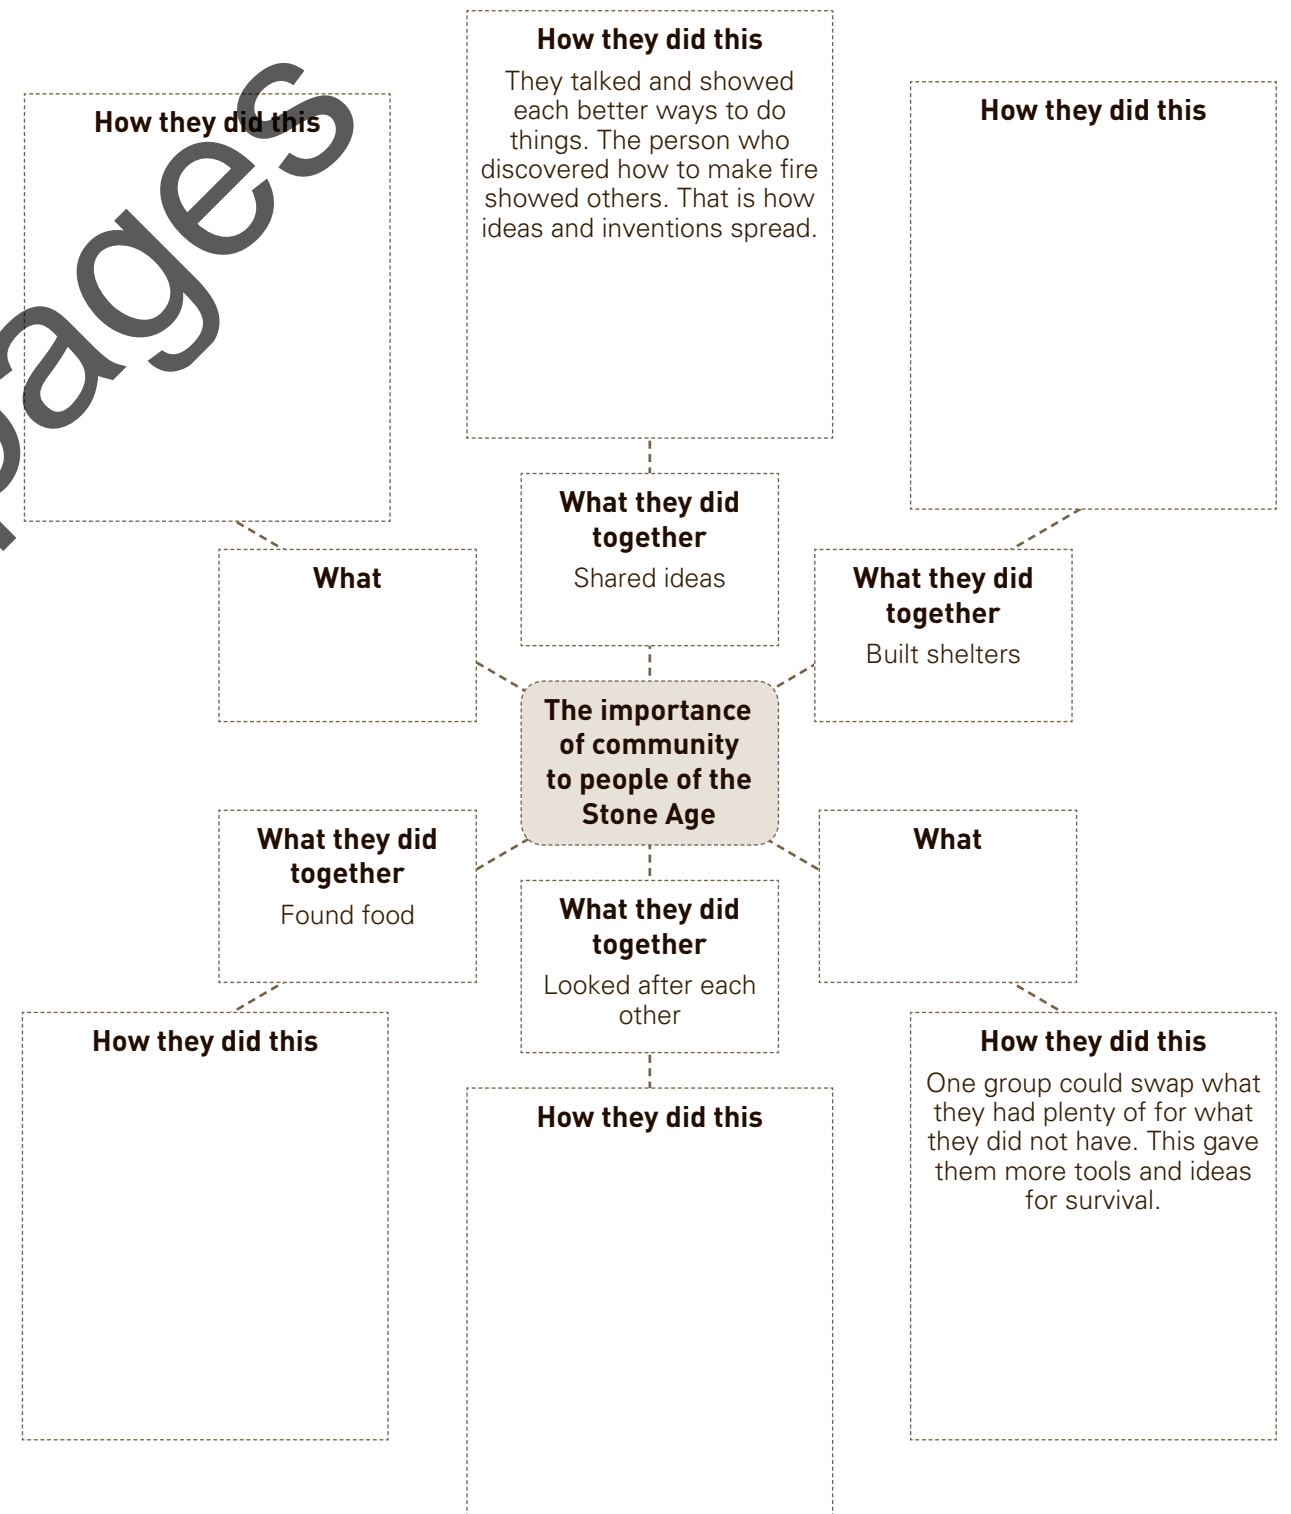 How they did this
They talked and showed
each better ways to do
things. The person who
discovered how to make fire
showed others. That is how
ideas and inventions spread.
How they did this
How they did this
pages
What they did
together
Shared ideas
What
What they did
together
Built shelters
The importance
of community
to people of the
Stone Age
What they did
together
Found food
What they did
together
Looked after each
other
What
How they did this
How they did this
How they did this
One group could swap what
they had plenty of for what
they did not have. This gave
them more tools and ideas
for survival.